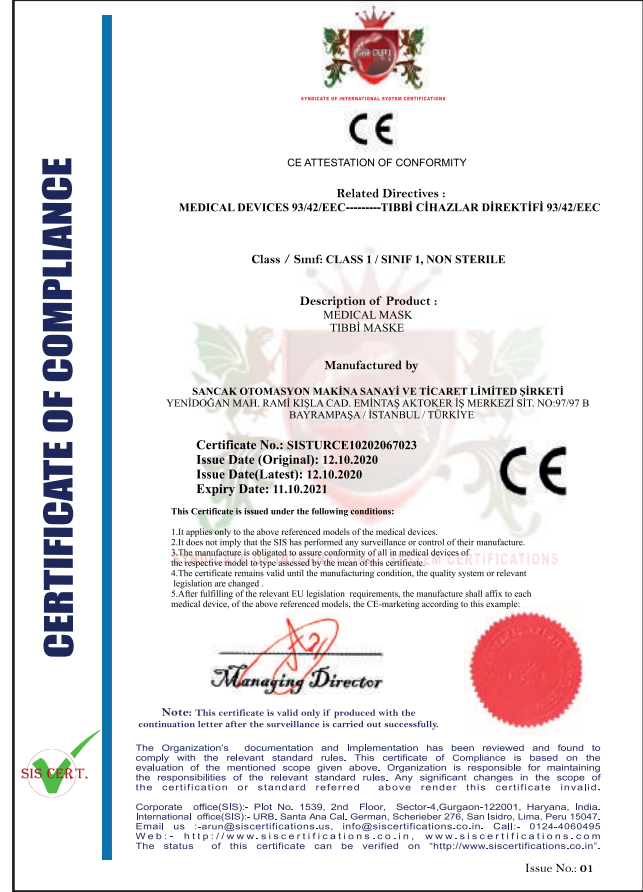 SIS CERT
SYNDICATE OF INTERNATIONAL SYSTEM CERTIFICATIONS
CE
CE ATTESTATION OF CONFORMITY
Related Directives :
MEDICAL DEVICES 93/42/EEC---------TIBBİ CİHAZLAR DİREKTİFİ 93/42/EEC
Class / Sınıf: CLASS 1 / SINIF 1, NON STERILE
Description of Product :
MEDICAL MASK
TIBBİ MASKE
Manufactured by
SANCAK OTOMASYON MAKİNA SANAYİ VE TİCARET LİMİTED ŞİRKETİ
YENİDOĞAN MAH. RAMİ KIŞLA CAD. EMİNTAŞ AKTOKER İŞ MERKEZİ SİT. NO:97/97 B
BAYRAMPAŞA / İSTANBUL / TÜRKİYE
Certificate No.: SISTURCE10202067023
Issue Date (Original): 12.10.2020
Issue Date(Latest): 12.10.2020
Expiry Date: 11.10.2021
CE
This Certificate is issued under the following conditions:
1.It applies only to the above referenced models of the medical devices.
2.It does not imply that the SIS has performed any surveillance or control of their manufacture.
3.The manufacture is obligated to assure conformity of all in medical devices of
the respective model to type assessed by the mean of this certificate.
SYNDICATE OF INTERNATIONAL SYSTEM CERTIFICATIONS
4.The certificate remains valid until the manufacturing condition, the quality system or relevant
legislation are changed .
5.After fulfilling of the relevant EU legislation requirements, the manufacture shall affix to each
medical device, of the above referenced models, the CE-marketing according to this example:
Managing Director
Note: This certificate is valid only if produced with the
continuation letter after the surveillance is carried out successfully.
The Organization's documentation and Implementation has been reviewed and found to
comply with the relevant standard rules. This certificate of Compliance is based on the
evaluation of the mentioned scope given above. Organization is responsible for maintaining
the responsibilities of the relevant standard rules. Any significant changes in the scope of
the certification or standard referred above render this certificate invalid.
Corporate office(SIS):- Plot No. 1539, 2nd Floor, Sector-4,Gurgaon-122001, Haryana, India.
International office(SIS):- URB. Santa Ana Cal. German, Scherieber 276, San Isidro, Lima, Peru 15047.
Email us :-arun@siscertifications.us, info@siscertifications.co.in. Call:- 0124-4060495
Web:- http://www.siscertifications.co.in, www.siscertifications.com
The status of this certificate can be verified on "http://www.siscertifications.co.in".
Issue No.: 01
CERTIFICATE OF COMPLIANCE
SIS CERT.